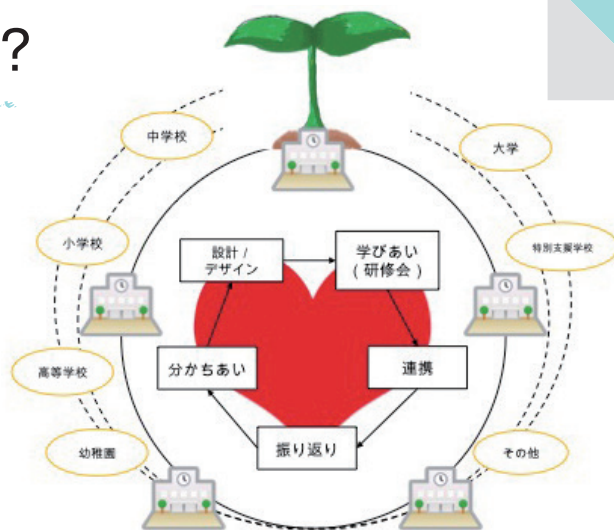 ?
中学校
大学
小学校
特別支援学校
設計 /
デザイン
学びあい
( 研修会 )
分かちあい
連携
高等学校
振り返り
幼稚園
その他